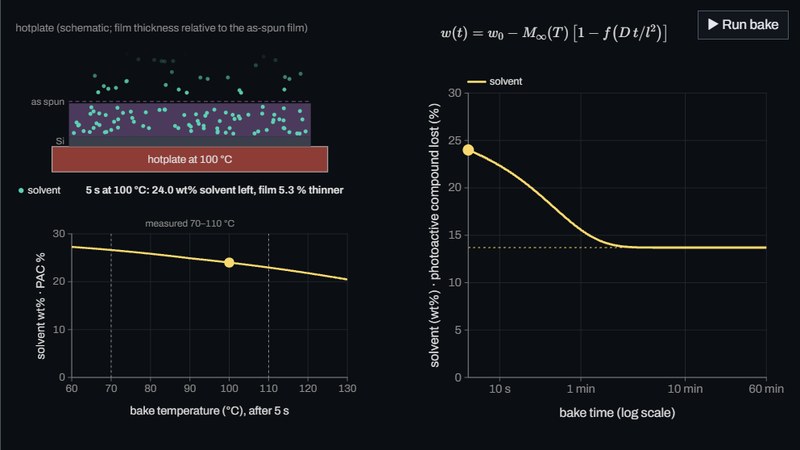 hotplate (schematic; film thickness relative to the as-spun film)
w(t) = w₀ − M∞(T) [1 − f(D t/l²)]
▶ Run bake
as spun
Si
hotplate at 100 °C
solvent
5 s at 100 °C: 24.0 wt% solvent left, film 5.3 % thinner
measured 70–110 °C
solvent wt% · PAC %
30
20
10
0
60 70 80 90 100 110 120 130
bake temperature (°C), after 5 s
solvent
solvent (wt%) · photoactive compound lost (%)
30
25
20
15
10
5
0
10 s 1 min 10 min 60 min
bake time (log scale)